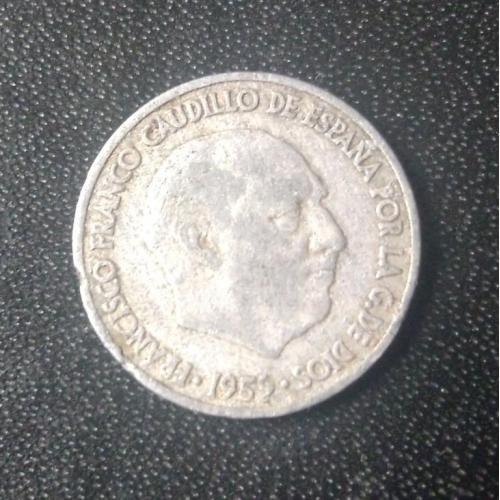 FRANCISCO FRANCO CAUDILLO DE ESPAÑA POR LA G.DE DIOS · 1959 ·